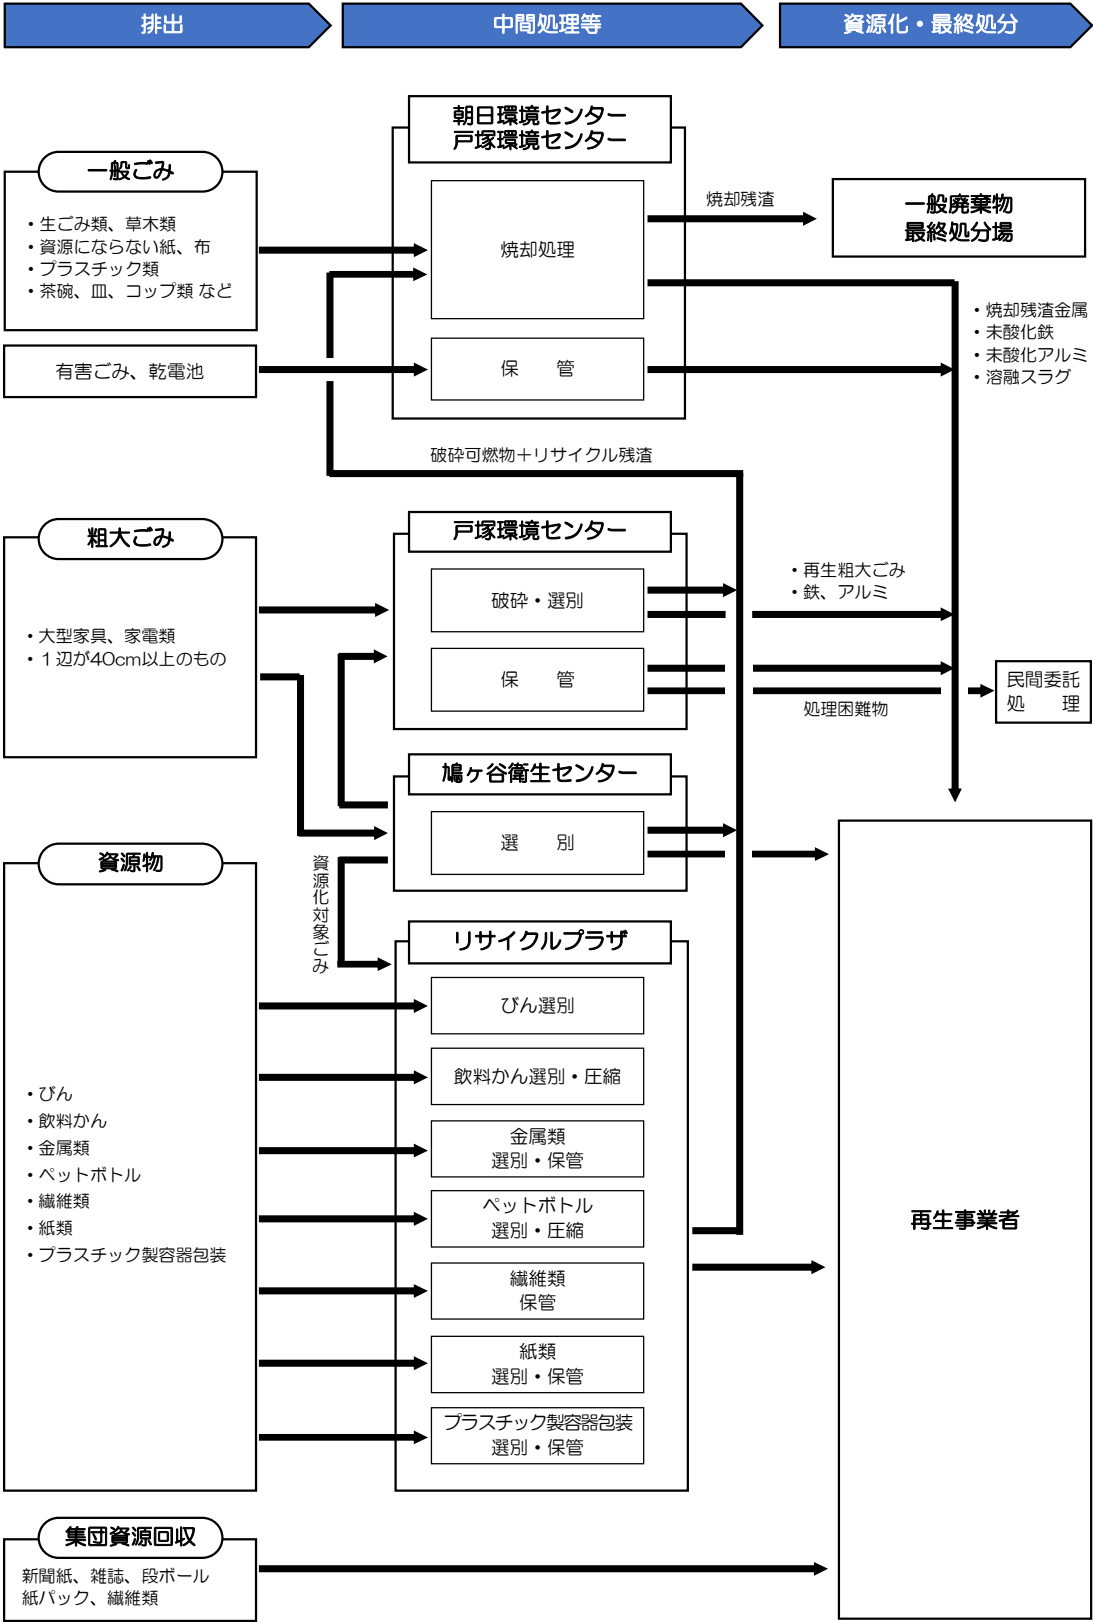 排出
中間処理等
資源化・最終処分
朝日環境センター
戸塚環境センター
一般ごみ
・生ごみ類、草木類
・資源にならない紙、布
・プラスチック類
・茶碗、皿、コップ類 など
焼却処理
焼却残渣
一般廃棄物
最終処分場
有害ごみ、乾電池
保　　管
・焼却残渣金属
・未酸化鉄
・未酸化アルミ
・溶融スラグ
破砕可燃物＋リサイクル残渣
粗大ごみ
・大型家具、家電類
・１辺が40cm以上のもの
戸塚環境センター
破砕・選別
保　　管
・再生粗大ごみ
・鉄、アルミ
処理困難物
民間委託
処　　理
鳩ヶ谷衛生センター
選　　別
資源化対象ごみ
資源物
・びん
・飲料かん
・金属類
・ペットボトル
・繊維類
・紙類
・プラスチック製容器包装
リサイクルプラザ
びん選別
飲料かん選別・圧縮
金属類
選別・保管
ペットボトル
選別・圧縮
繊維類
保管
紙類
選別・保管
プラスチック製容器包装
選別・保管
再生事業者
集団資源回収
新聞紙、雑誌、段ボール
紙パック、繊維類